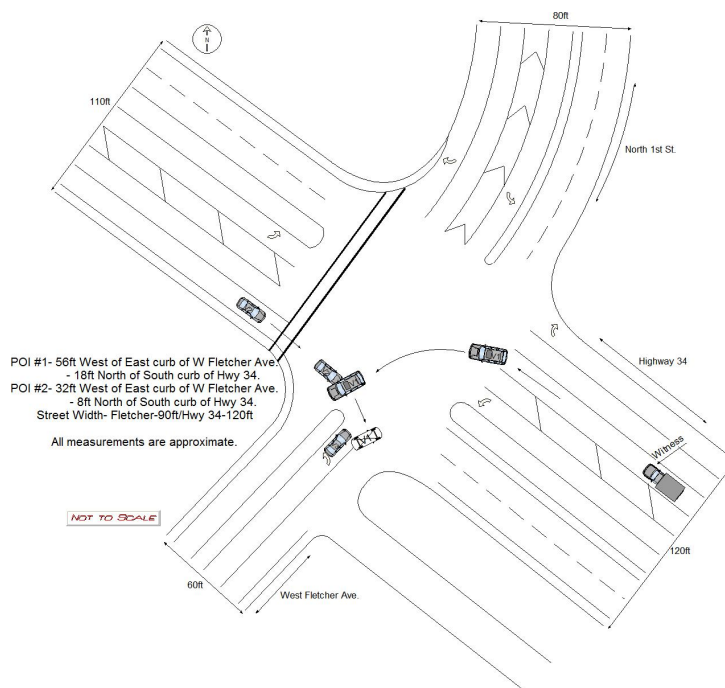 80ft
N
110ft
North 1st St.
Highway 34
POI #1- 56ft West of East curb of W Fletcher Ave.
- 18ft North of South curb of Hwy 34.
POI #2- 32ft West of East curb of W Fletcher Ave.
- 8ft North of South curb of Hwy 34.
Street Width- Fletcher-90ft/Hwy 34-120ft
All measurements are approximate.
Witness
NOT TO SCALE
120ft
60ft
West Fletcher Ave.